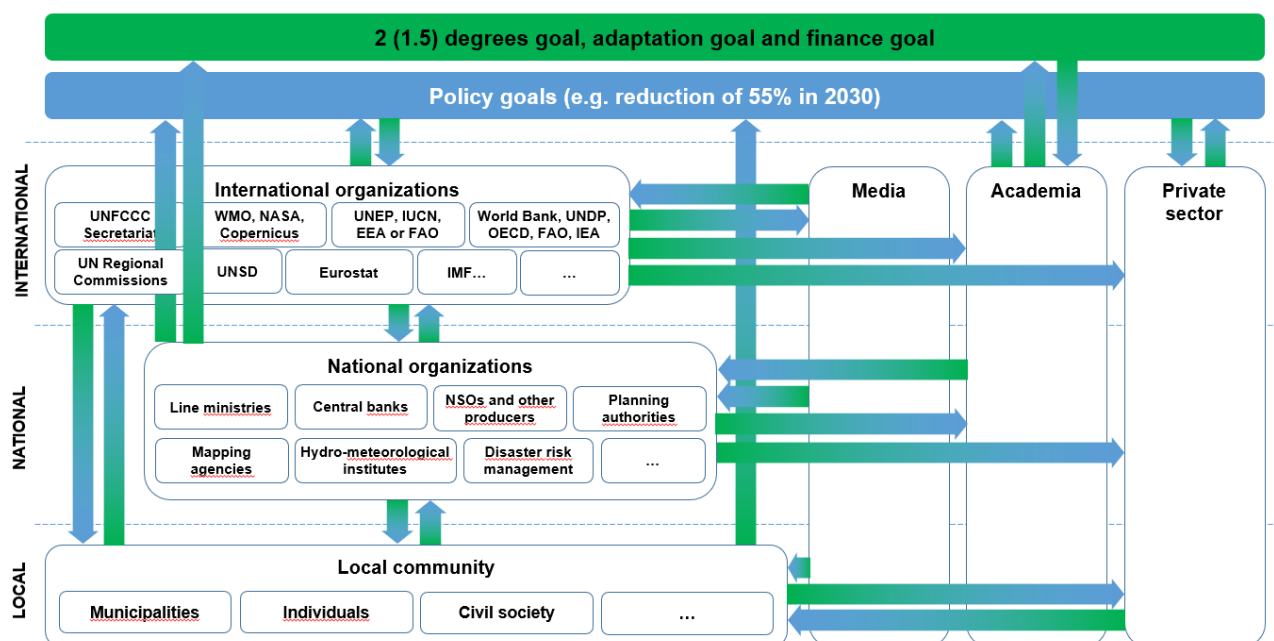 2 (1.5) degrees goal, adaptation goal and finance goal
Policy goals (e.g. reduction of 55% in 2030)
INTERNATIONAL
International organizations
UNFCCC
Secretariat
WMO, NASA,
Copernicus
UNEP, IUCN,
EEA or FAO
World Bank, UNDP,
OECD, FAO, IEA
UN Regional
Commissions
UNSD
Eurostat
IMF…
…
Media
Academia
Private
sector
NATIONAL
National organizations
Line ministries
Central banks
NSOs and other
producers
Planning
authorities
Mapping
agencies
Hydro-meteorological
institutes
Disaster risk
management
…
LOCAL
Local community
Municipalities
Individuals
Civil society
…